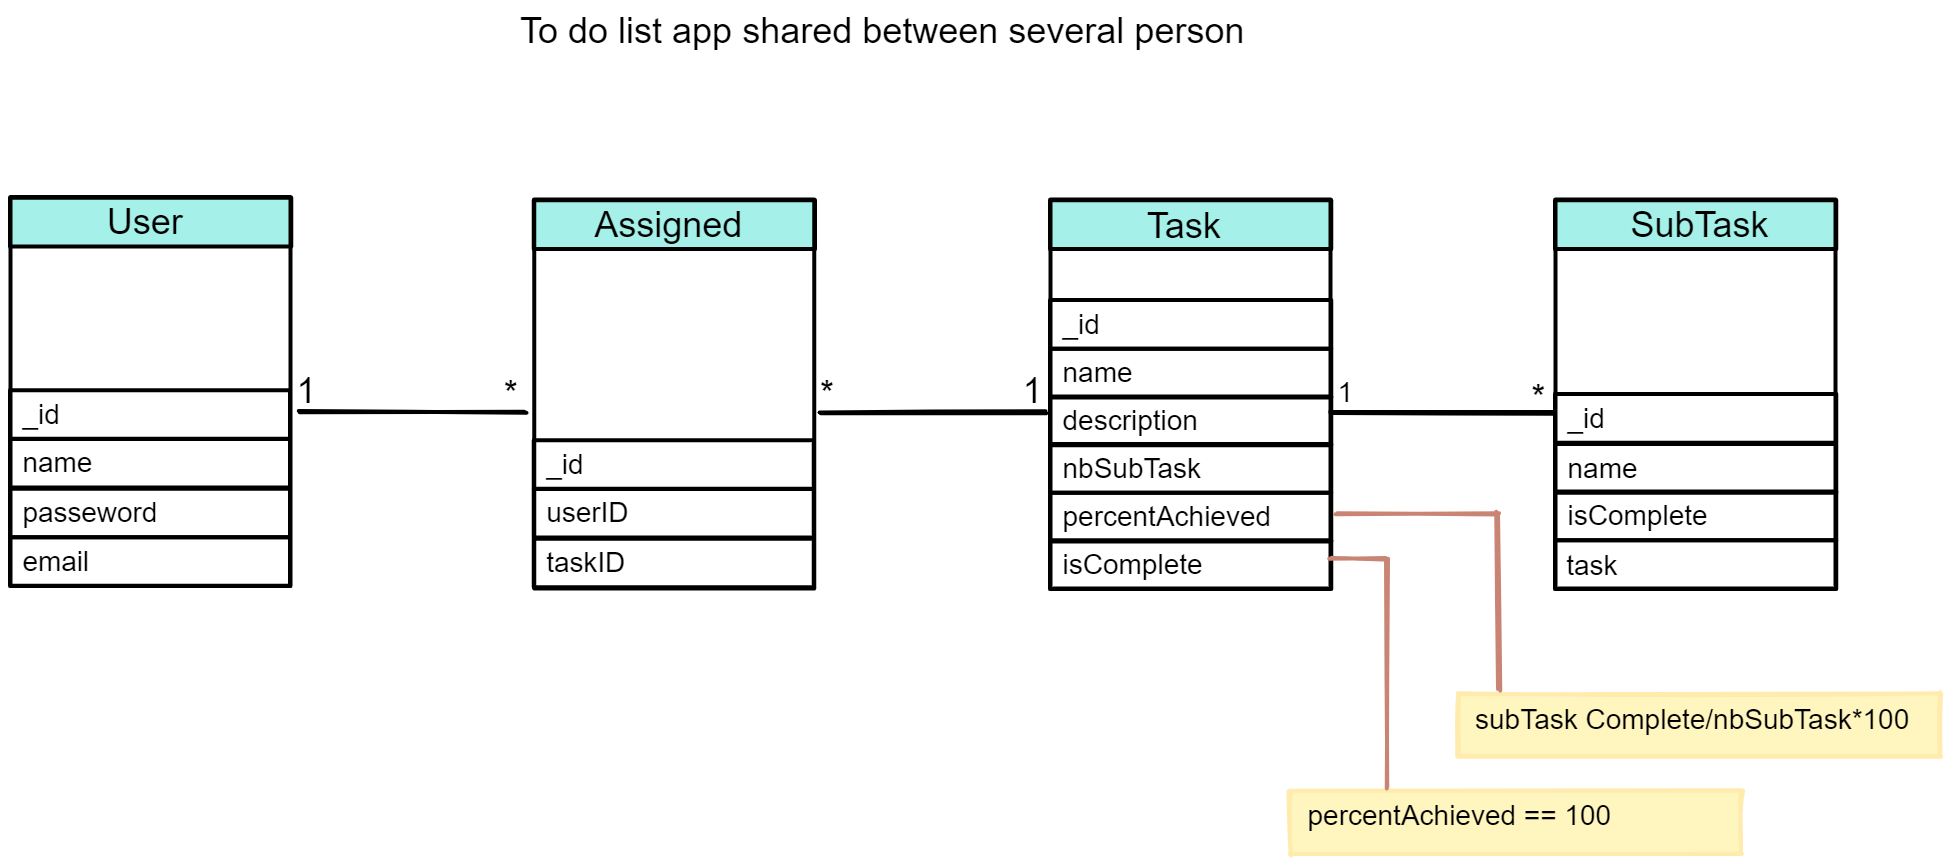 To do list app shared between several person
User
_id
name
passeword
email
1
*
Assigned
_id
userID
taskID
*
1
Task
_id
name
description
nbSubTask
percentAchieved
isComplete
1
*
SubTask
_id
name
isComplete
task
subTask Complete/nbSubTask*100
percentAchieved == 100